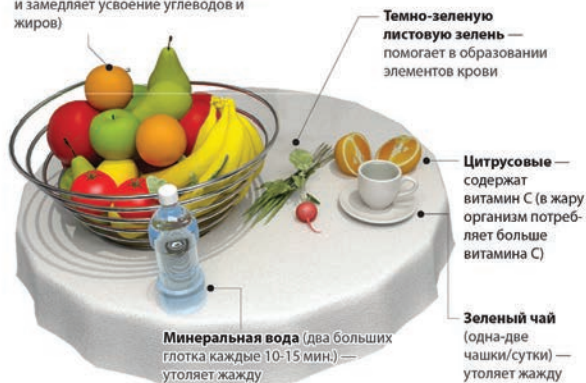 и замедляет усвоение углеводов и
жиров)
Темно-зеленую
листовую зелень —
помогает в образовании
элементов крови
Цитрусовые —
содержат
витамин С (в жару
организм потреб-
ляет больше
витамина С)
Зеленый чай
(одна-две
чашки/сутки) —
утоляет жажду
Минеральная вода (два больших
глотка каждые 10-15 мин.) —
утоляет жажду